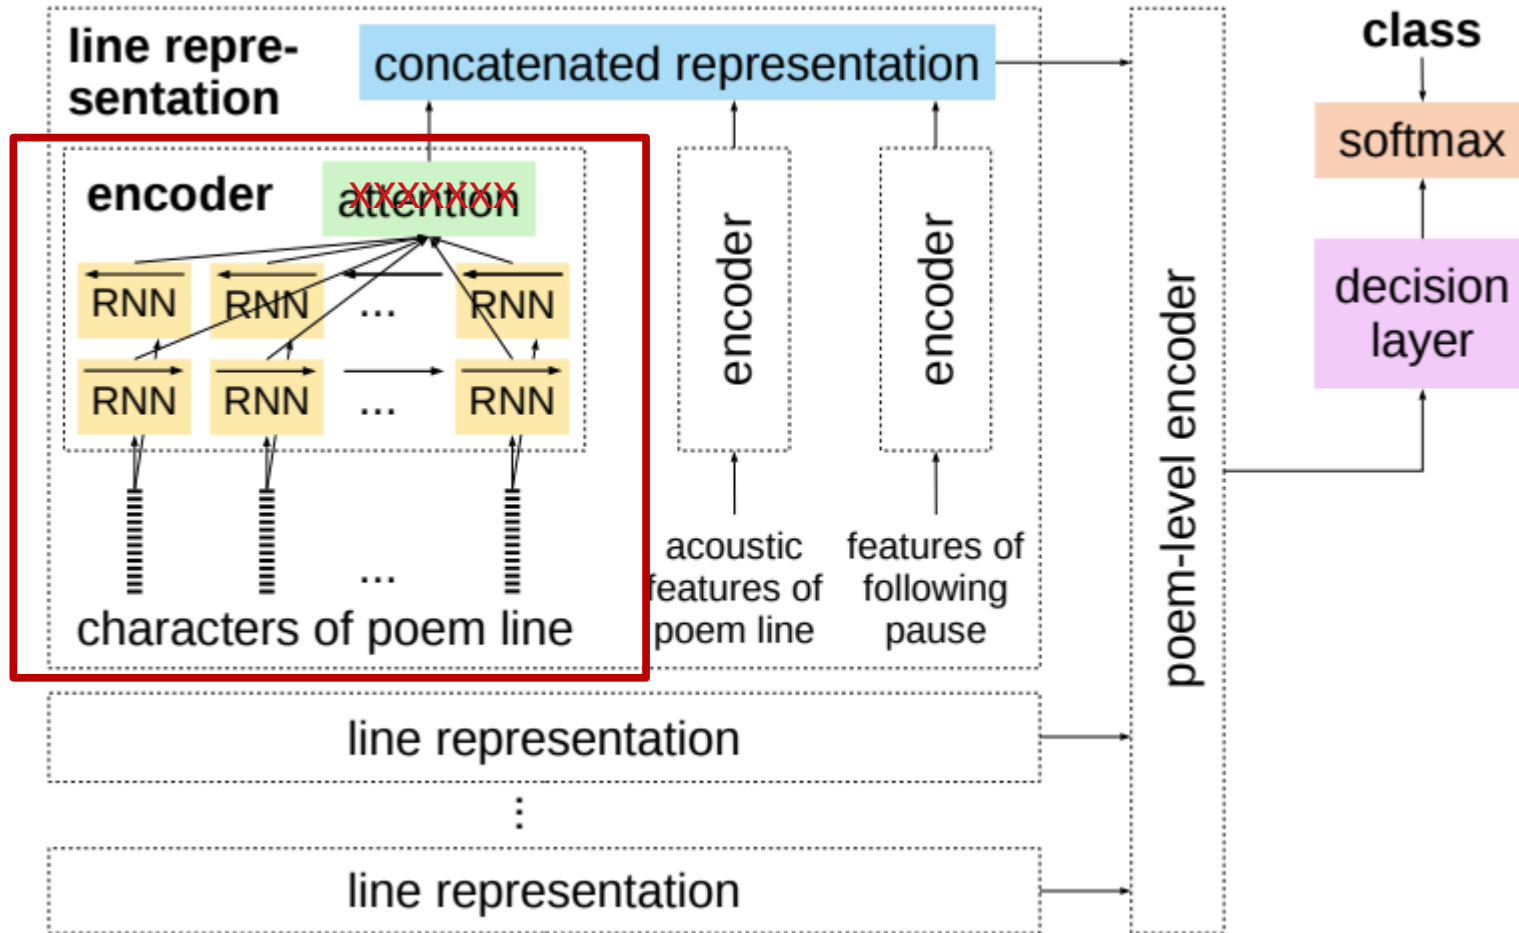 line repre-
sentation
concatenated representation
encoder
attention
XXXXXXX
RNN RNN ... RNN
RNN RNN ... RNN
...
characters of poem line
encoder
acoustic
features of
poem line
encoder
features of
following
pause
line representation
⋮
line representation
poem-level encoder
class
softmax
decision
layer